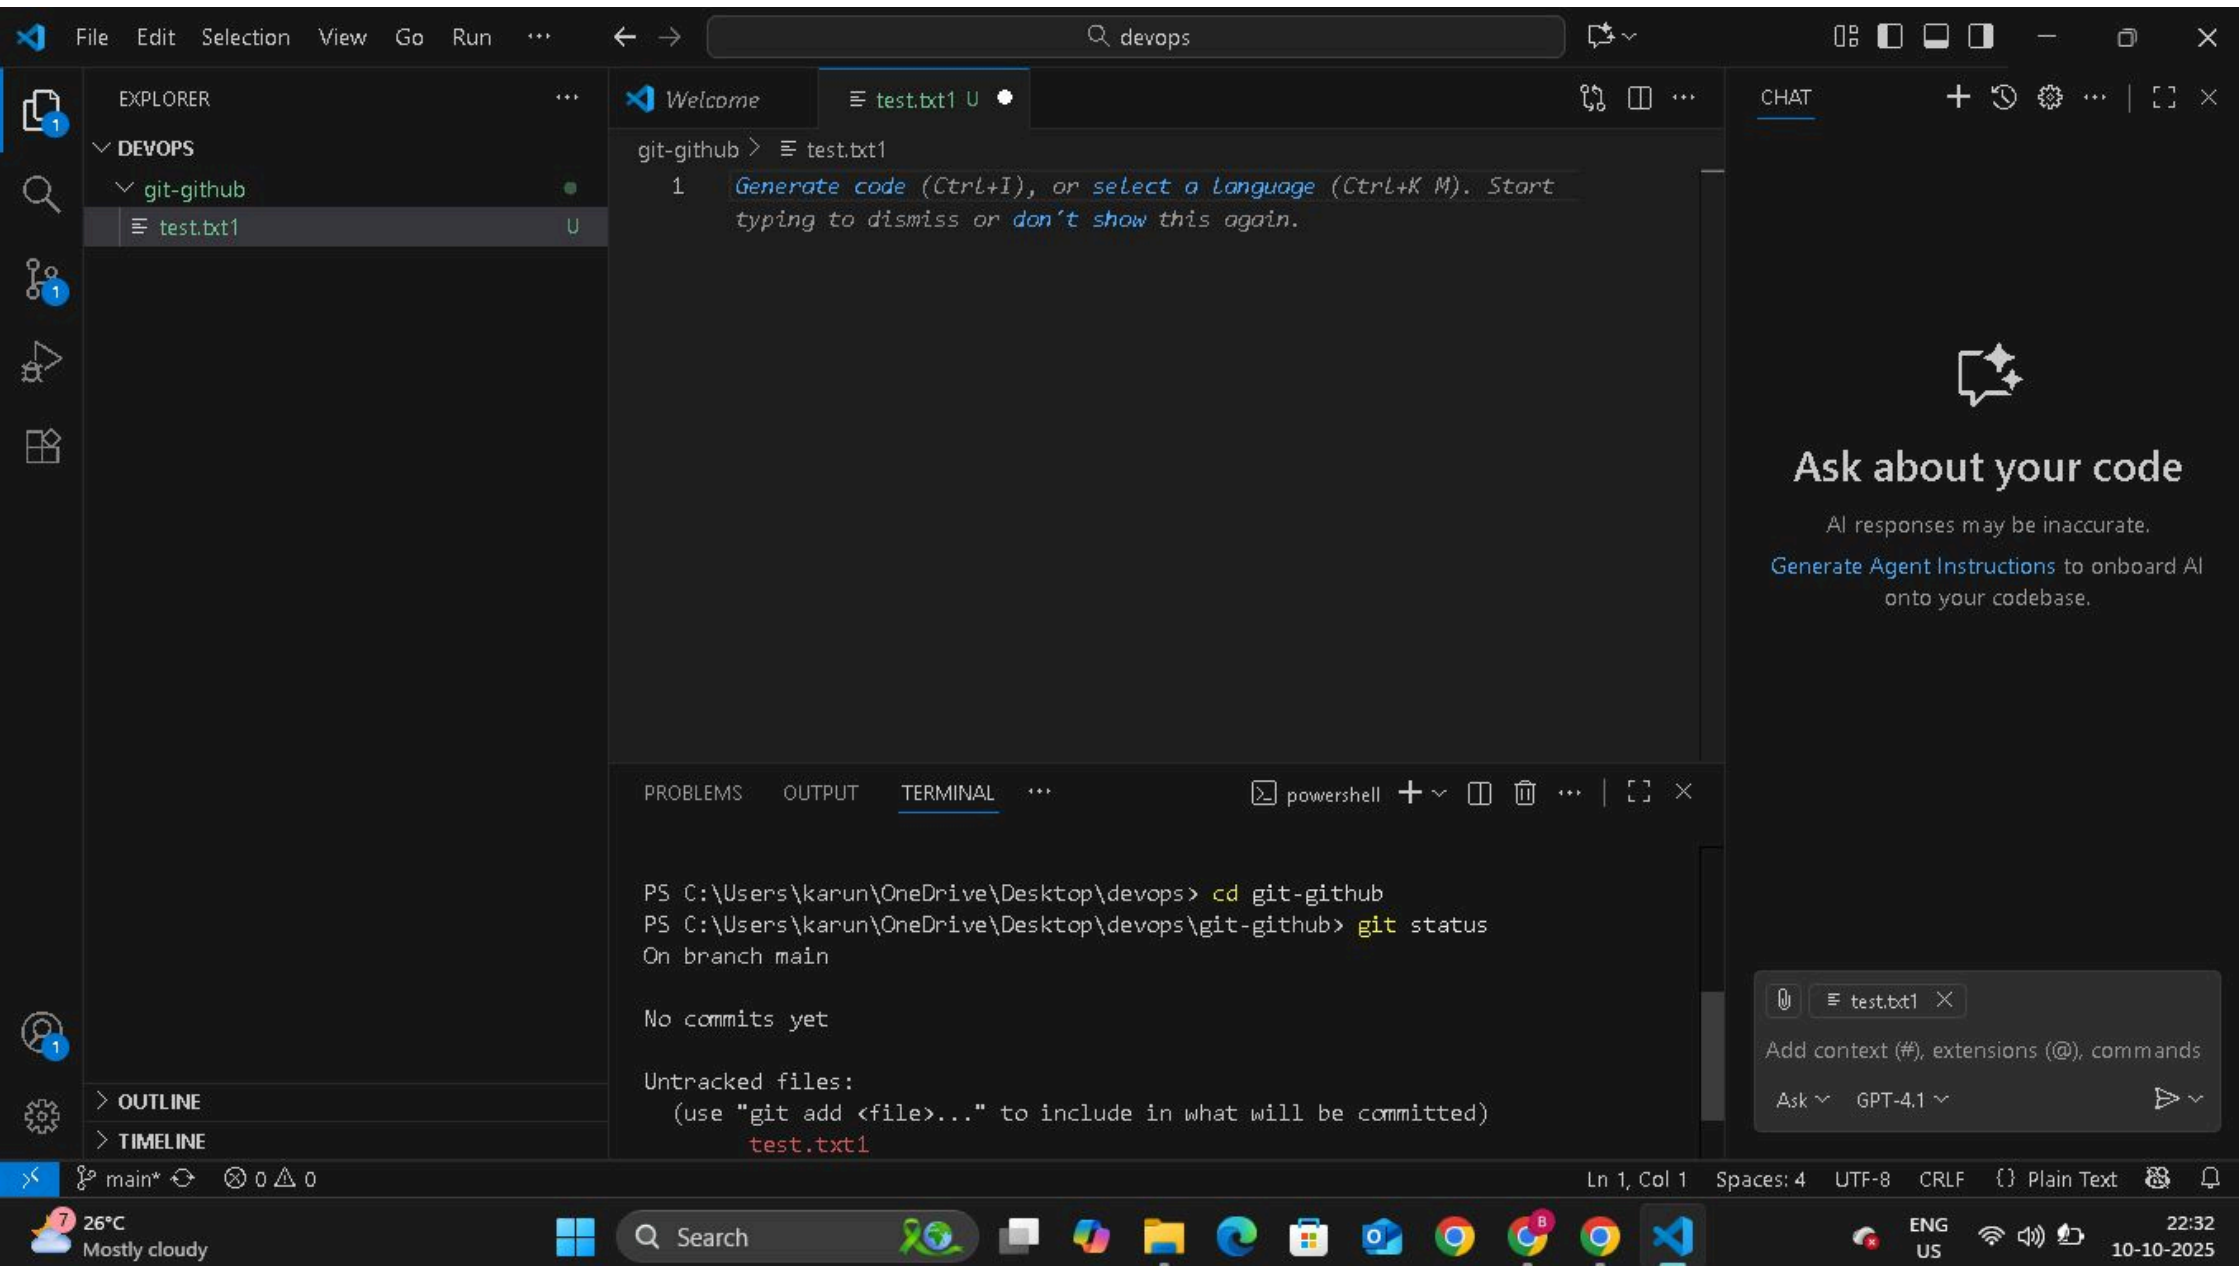 File Edit Selection View Go Run ···
devops
EXPLORER ···
1
DEVOPS
git-github
test.txt1 U
1
1
OUTLINE
TIMELINE
Welcome
test.txt1 U
git-github > test.txt1
1 Generate code (Ctrl+I), or select a language (Ctrl+K M). Start
typing to dismiss or don't show this again.
PROBLEMS OUTPUT TERMINAL ···
powershell
PS C:\Users\karun\OneDrive\Desktop\devops> cd git-github
PS C:\Users\karun\OneDrive\Desktop\devops\git-github> git status
On branch main
No commits yet
Untracked files:
(use "git add <file>..." to include in what will be committed)
test.txt1
CHAT
Ask about your code
AI responses may be inaccurate.
Generate Agent Instructions to onboard AI
onto your codebase.
test.txt1
Add context (#), extensions (@), commands
Ask GPT-4.1
main* 0 0 Ln 1, Col 1 Spaces: 4 UTF-8 CRLF {} Plain Text
7
26°C
Mostly cloudy
Search
B
ENG
US
22:32
10-10-2025